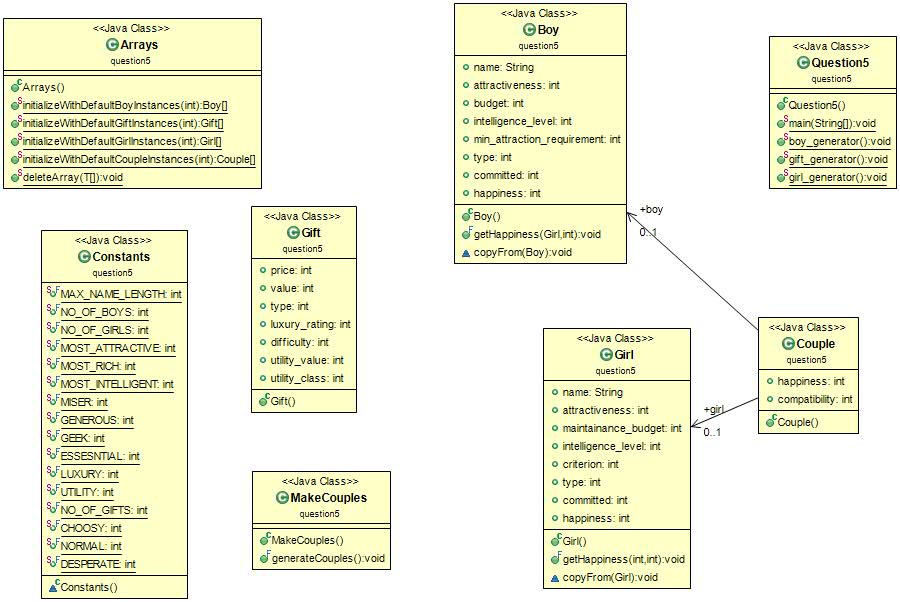 <<Java Class>>
Arrays
question5
Arrays()
initializeWithDefaultBoyInstances(int):Boy[]
initializeWithDefaultGiftInstances(int):Gift[]
initializeWithDefaultGirlInstances(int):Girl[]
initializeWithDefaultCoupleInstances(int):Couple[]
deleteArray(T[]):void
<<Java Class>>
Boy
question5
name: String
attractiveness: int
budget: int
intelligence_level: int
min_attraction_requirement: int
type: int
committed: int
happiness: int
Boy()
getHappiness(Girl,int):void
copyFrom(Boy):void
<<Java Class>>
Question5
question5
Question5()
main(String[]):void
boy_generator():void
gift_generator():void
girl_generator():void
<<Java Class>>
Constants
question5
MAX_NAME_LENGTH: int
NO_OF_BOYS: int
NO_OF_GIRLS: int
MOST_ATTRACTIVE: int
MOST_RICH: int
MOST_INTELLIGENT: int
MISER: int
GENEROUS: int
GEEK: int
ESSESNTIAL: int
LUXURY: int
UTILITY: int
NO_OF_GIFTS: int
CHOOSY: int
NORMAL: int
DESPERATE: int
Constants()
<<Java Class>>
Gift
question5
price: int
value: int
type: int
luxury_rating: int
difficulty: int
utility_value: int
utility_class: int
Gift()
+boy
0..1
<<Java Class>>
Girl
question5
name: String
attractiveness: int
maintainance_budget: int
intelligence_level: int
criterion: int
type: int
committed: int
happiness: int
Girl()
getHappiness(int,int):void
copyFrom(Girl):void
<<Java Class>>
Couple
question5
happiness: int
compatibility: int
Couple()
+girl
0..1
<<Java Class>>
MakeCouples
question5
MakeCouples()
generateCouples():void